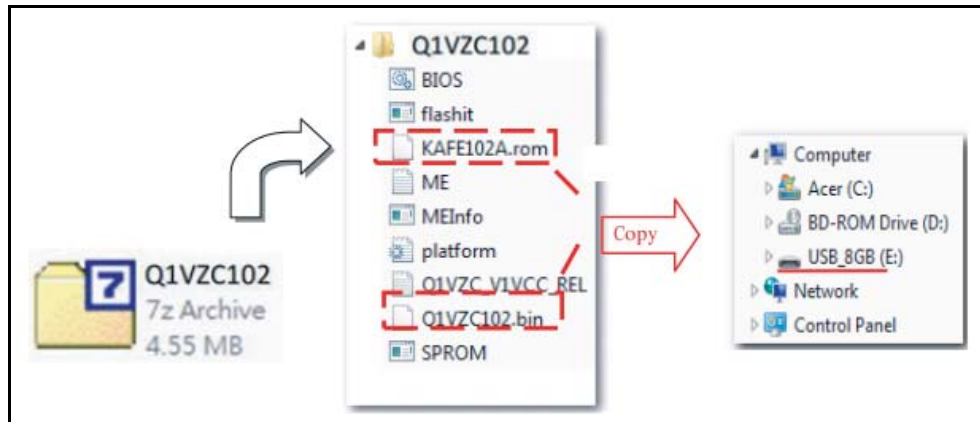 Q1VZC102
7z Archive
4.55 MB
Q1VZC102
BIOS
flashit
KAFE102A.rom
ME
MEInfo
platform
Q1VZC_V1VCC_REL
Q1VZC102.bin
SPROM
Copy
Computer
Acer (C:)
BD-ROM Drive (D:)
USB_8GB (E:)
Network
Control Panel